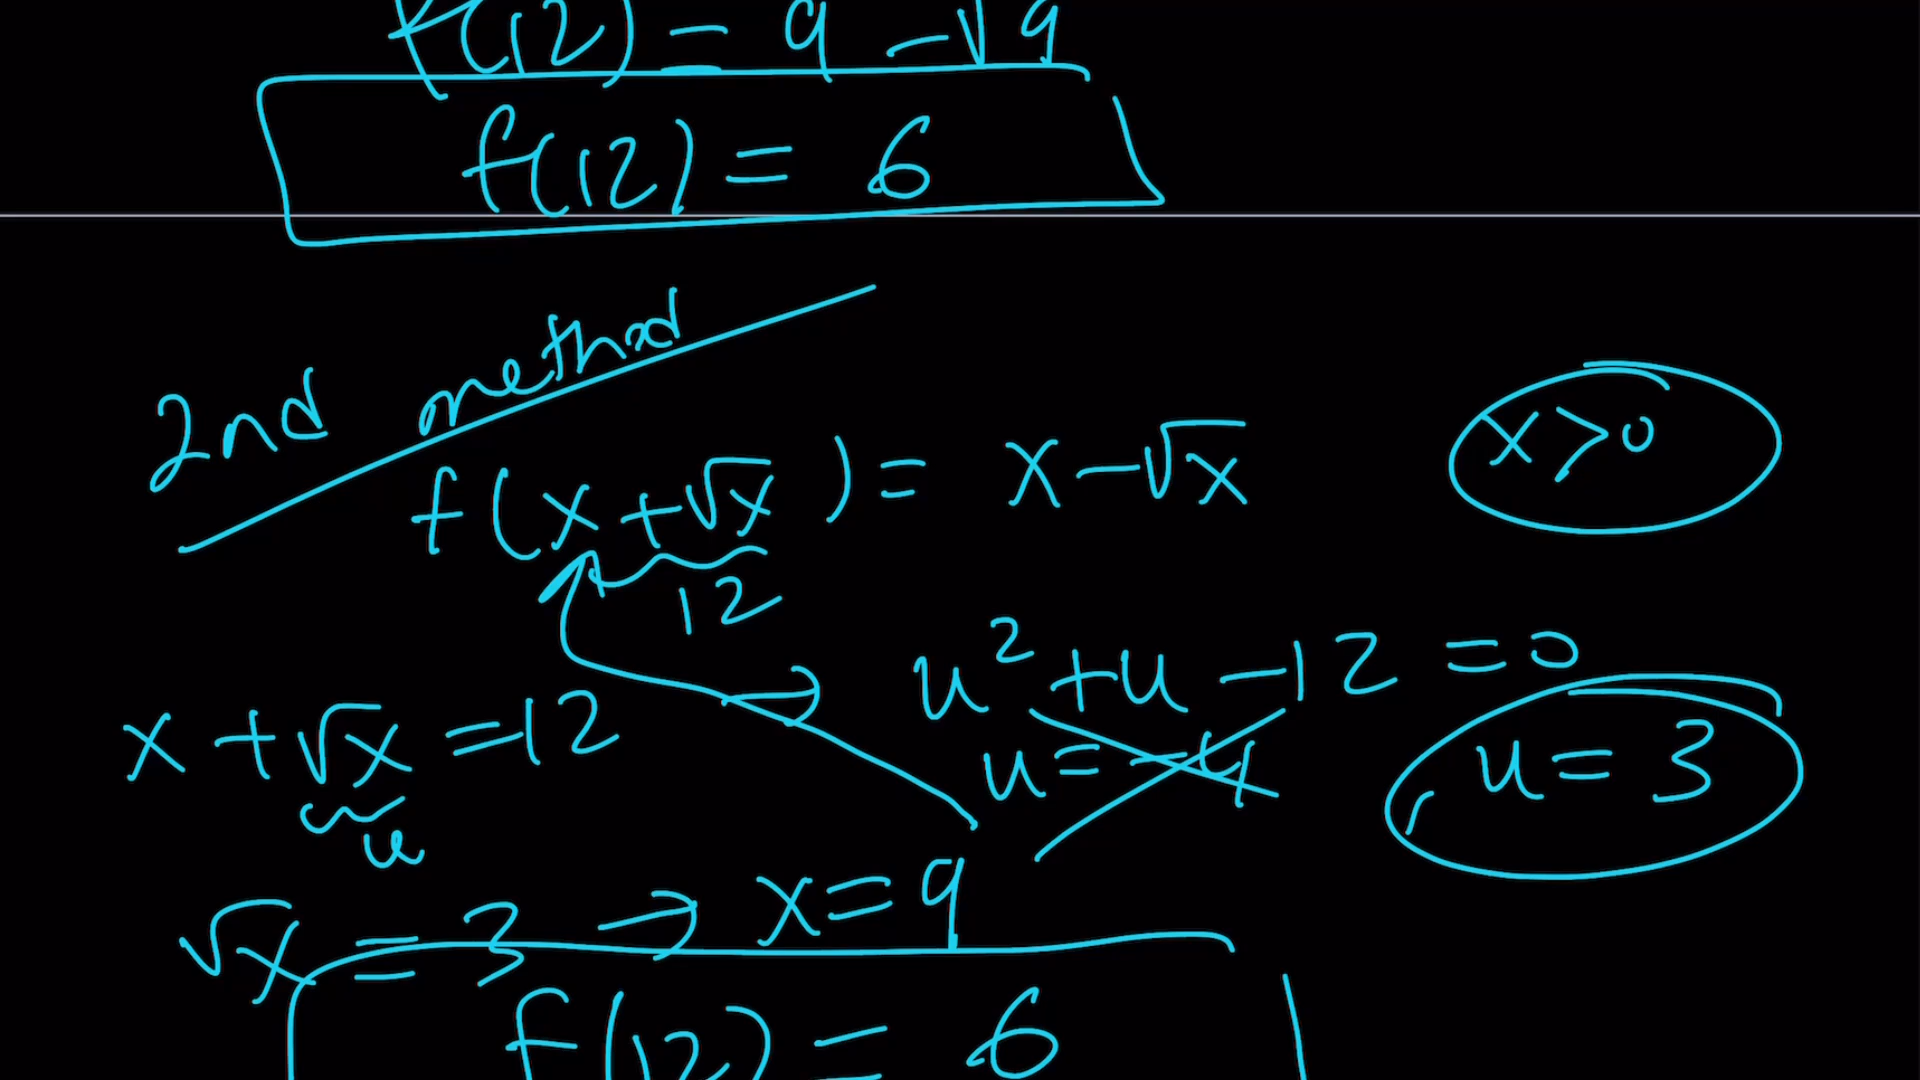 f(12) = 9 - √9
f(12) = 6
2nd method
f(x+√x) = x-√x
x>0
12
u² + u - 12 = 0
x + √x = 12
u = -4
u = 3
u
√x = 3 → x = 9
f(12) = 6